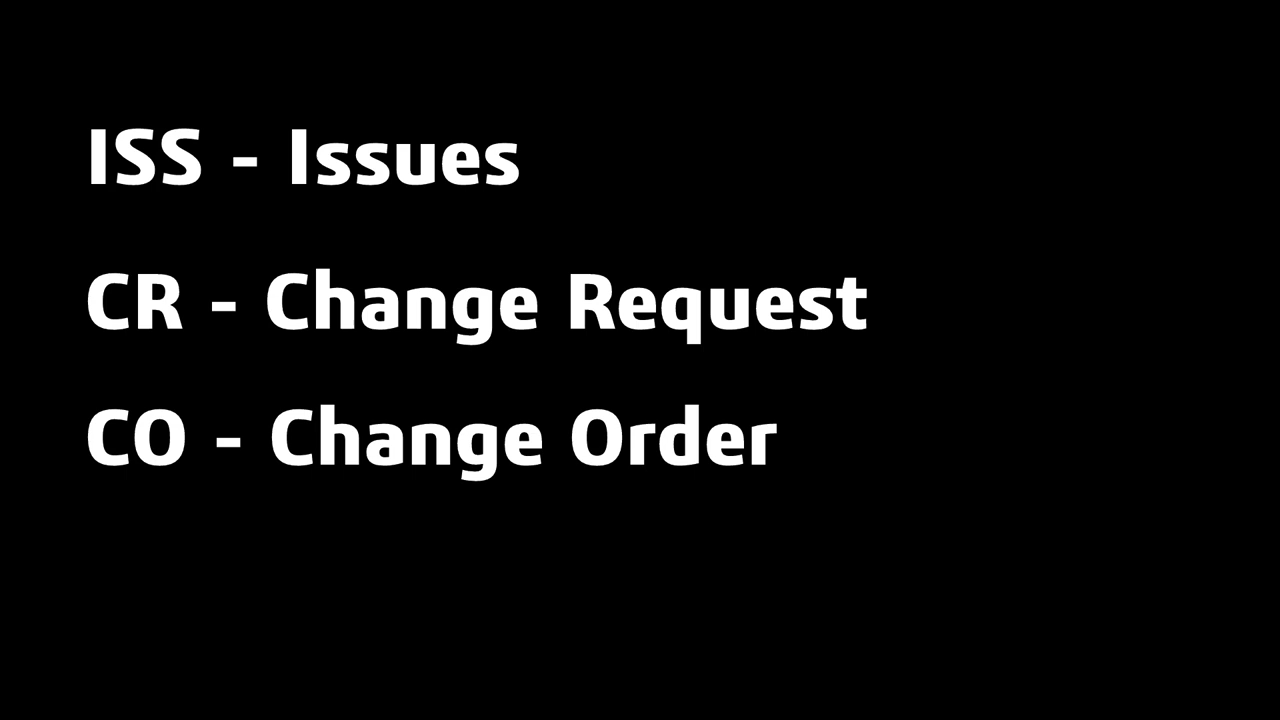 ISS - Issues
CR - Change Request
CO - Change Order